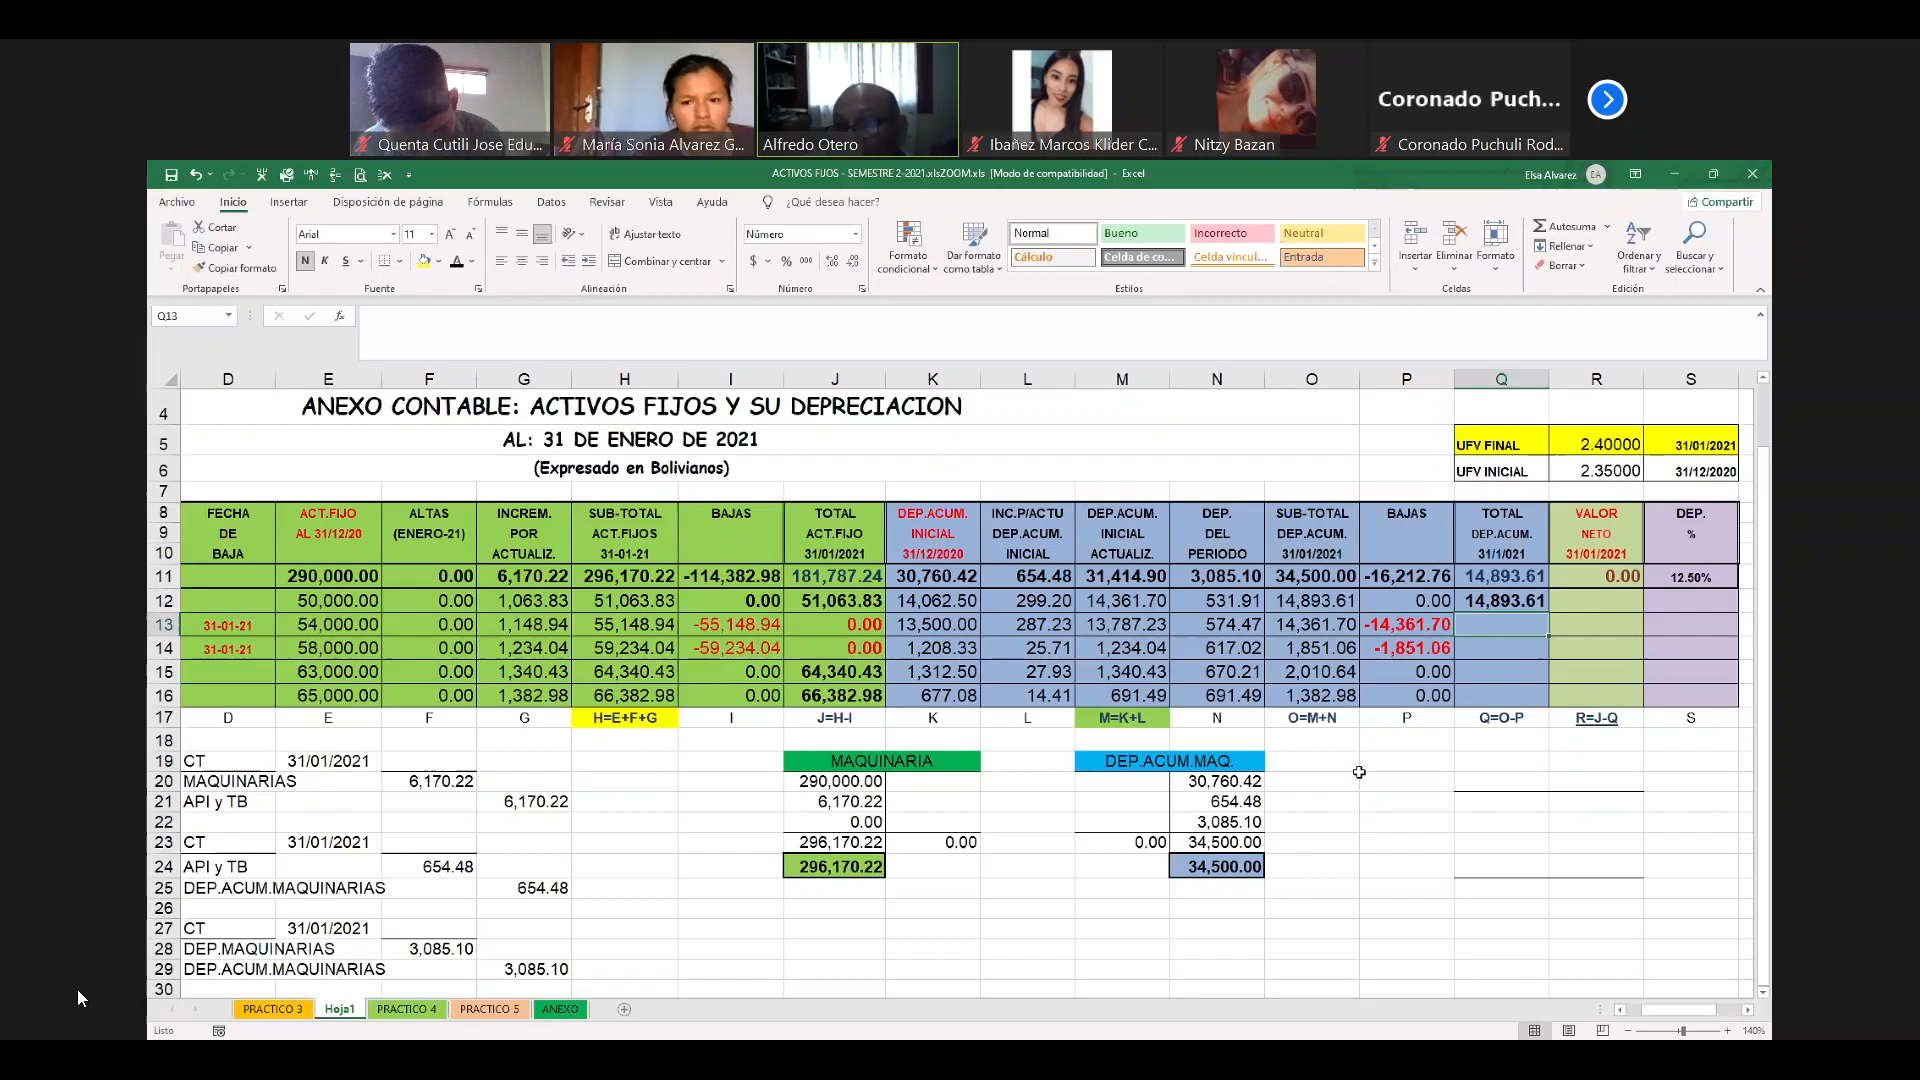 Coronado Puch...
Quenta Cutili Jose Edu...
María Sonia Alvarez G...
Alfredo Otero
Ibañez Marcos Klider C...
Nitzy Bazan
Coronado Puchuli Rod...
ACTIVOS FIJOS - SEMESTRE 2-2021.xlsZOOM.xls [Modo de compatibilidad] - Excel
Elsa Alvarez EA
Archivo Inicio Insertar Disposición de página Fórmulas Datos Revisar Vista Ayuda ¿Qué desea hacer? Compartir
Pegar Cortar Copiar Copiar formato
Arial 11
N K S
Ajustar texto
Combinar y centrar
Número
$ % 000
Formato condicional
Dar formato como tabla
Normal Bueno Incorrecto Neutral
Cálculo Celda de co... Celda vincul... Entrada
Insertar Eliminar Formato
Autosuma
Rellenar
Borrar
Ordenar y filtrar
Buscar y seleccionar
Portapapeles Fuente Alineación Número Estilos Celdas Edición
Q13 fx
D E F G H I J K L M N O P Q R S
4 ANEXO CONTABLE: ACTIVOS FIJOS Y SU DEPRECIACION
5 AL: 31 DE ENERO DE 2021 UFV FINAL 2.40000 31/01/2021
6 (Expresado en Bolivianos) UFV INICIAL 2.35000 31/12/2020
7
8 FECHA ACT.FIJO ALTAS INCREM. SUB-TOTAL BAJAS TOTAL DEP.ACUM. INC.P/ACTU DEP.ACUM. DEP. SUB-TOTAL BAJAS TOTAL VALOR DEP.
9 DE AL 31/12/20 (ENERO-21) POR ACT.FIJOS ACT.FIJO INICIAL DEP.ACUM. INICIAL DEL DEP.ACUM. DEP.ACUM. NETO %
10 BAJA ACTUALIZ. 31-01-21 31/01/2021 31/12/2020 INICIAL ACTUALIZ. PERIODO 31/01/2021 31/1/021 31/01/2021
11 290,000.00 0.00 6,170.22 296,170.22 -114,382.98 181,787.24 30,760.42 654.48 31,414.90 3,085.10 34,500.00 -16,212.76 14,893.61 0.00 12.50%
12 50,000.00 0.00 1,063.83 51,063.83 0.00 51,063.83 14,062.50 299.20 14,361.70 531.91 14,893.61 0.00 14,893.61
13 31-01-21 54,000.00 0.00 1,148.94 55,148.94 -55,148.94 0.00 13,500.00 287.23 13,787.23 574.47 14,361.70 -14,361.70
14 31-01-21 58,000.00 0.00 1,234.04 59,234.04 -59,234.04 0.00 1,208.33 25.71 1,234.04 617.02 1,851.06 -1,851.06
15 63,000.00 0.00 1,340.43 64,340.43 0.00 64,340.43 1,312.50 27.93 1,340.43 670.21 2,010.64 0.00
16 65,000.00 0.00 1,382.98 66,382.98 0.00 66,382.98 677.08 14.41 691.49 691.49 1,382.98 0.00
17 D E F G H=E+F+G I J=H-I K L M=K+L N O=M+N P Q=O-P R=J-Q S
18
19 CT 31/01/2021 MAQUINARIA DEP.ACUM.MAQ.
20 MAQUINARIAS 6,170.22 290,000.00 30,760.42
21 API y TB 6,170.22 6,170.22 654.48
22 0.00 3,085.10
23 CT 31/01/2021 296,170.22 0.00 0.00 34,500.00
24 API y TB 654.48 296,170.22 34,500.00
25 DEP.ACUM.MAQUINARIAS 654.48
26
27 CT 31/01/2021
28 DEP.MAQUINARIAS 3,085.10
29 DEP.ACUM.MAQUINARIAS 3,085.10
30
PRACTICO 3 Hoja1 PRACTICO 4 PRACTICO 5 ANEXO
Listo 140%